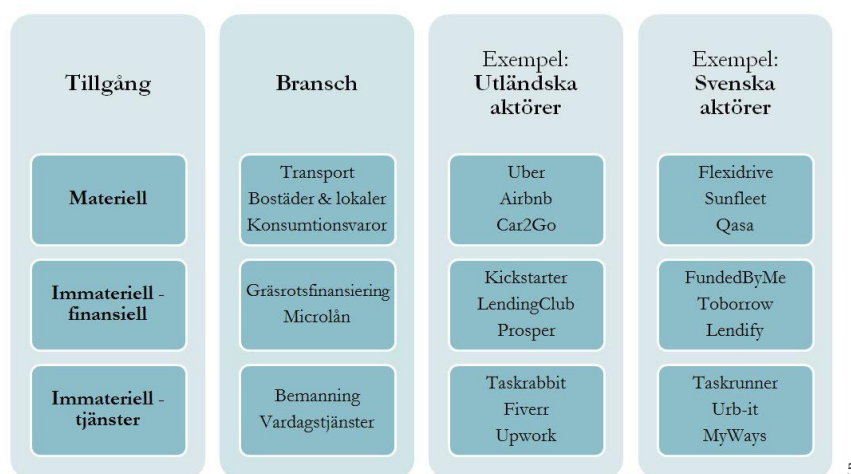 Tillgång
Bransch
Exempel:
Utländska
aktörer
Exempel:
Svenska
aktörer
Materiell
Transport
Bostäder & lokaler
Konsumtionsvaror
Uber
Airbnb
Car2Go
Flexidrive
Sunfleet
Qasa
Immateriell -
finansiell
Gräsrotsfinansiering
Microlån
Kickstarter
LendingClub
Prosper
FundedByMe
Toborrow
Lendify
Immateriell -
tjänster
Bemanning
Vardagstjänster
Taskrabbit
Fiverr
Upwork
Taskrunner
Urb-it
MyWays
5